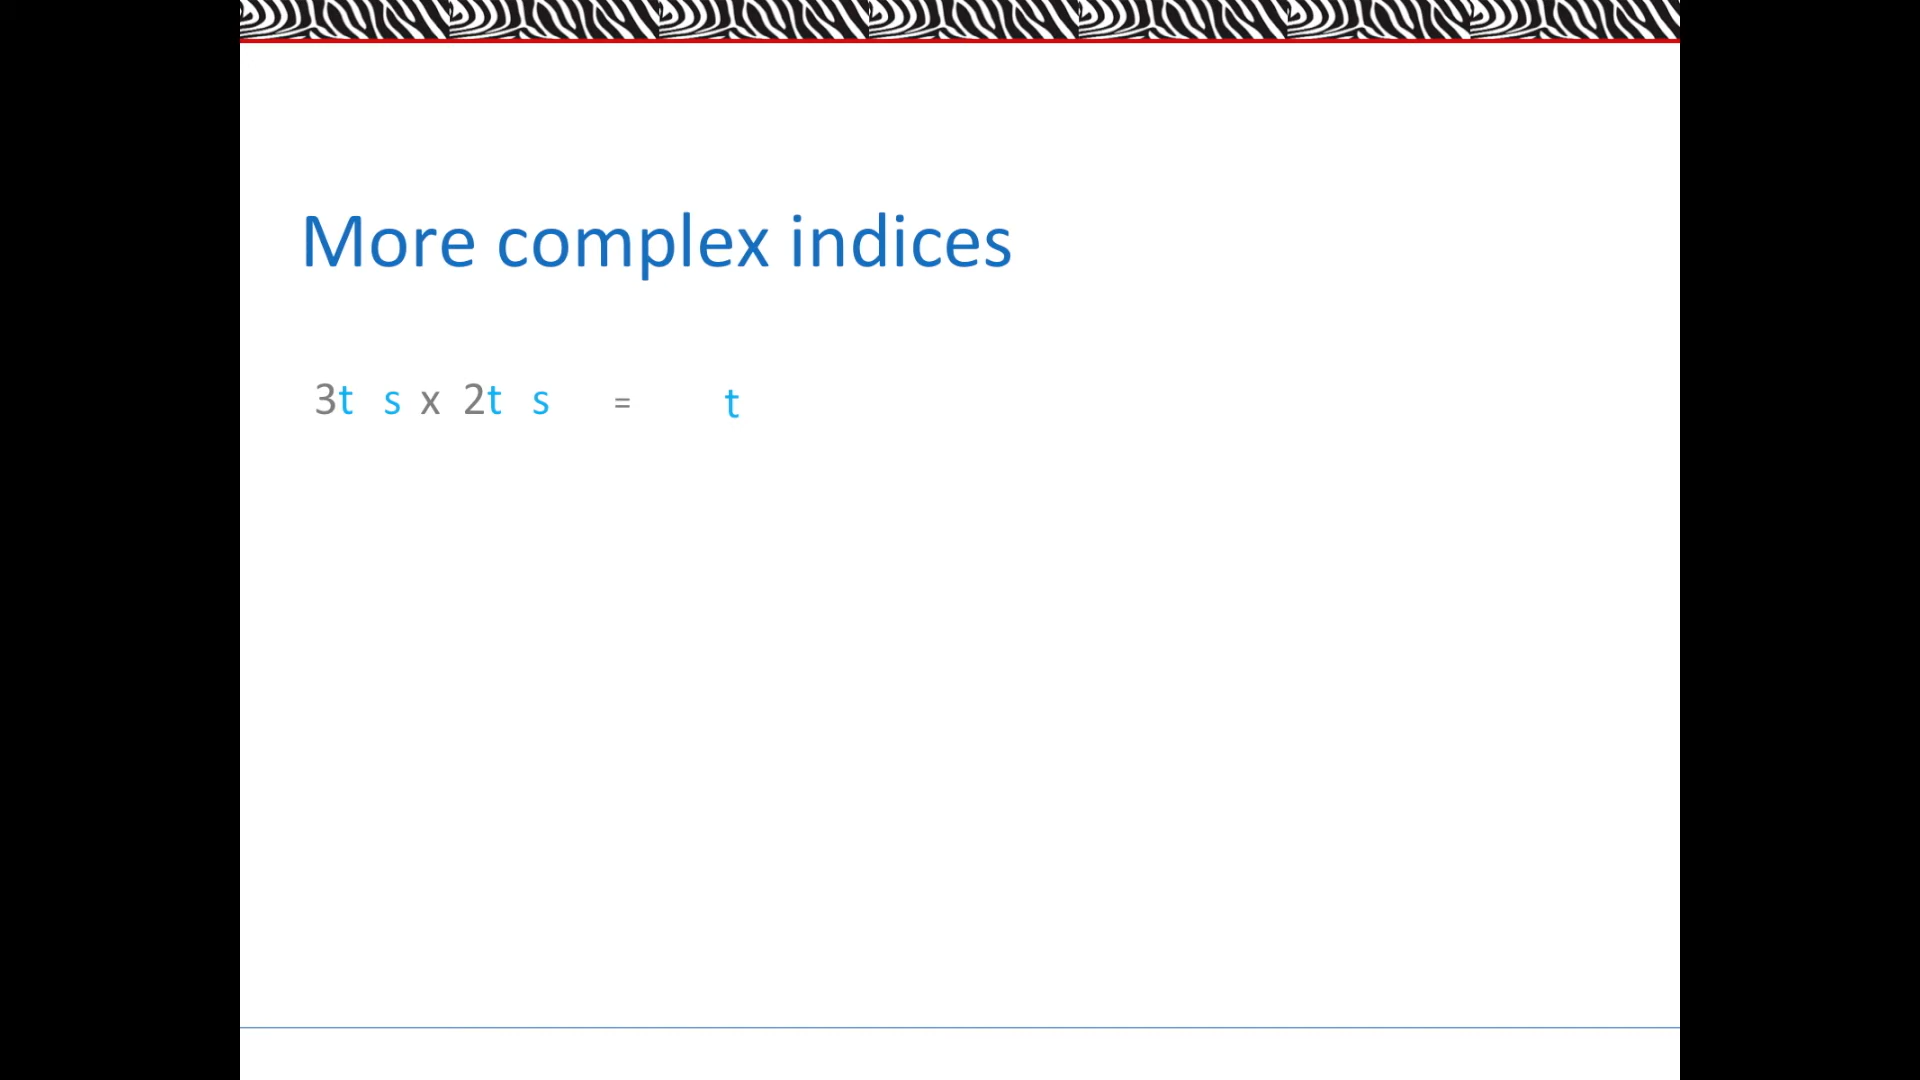 More complex indices
3t s x 2t s = t